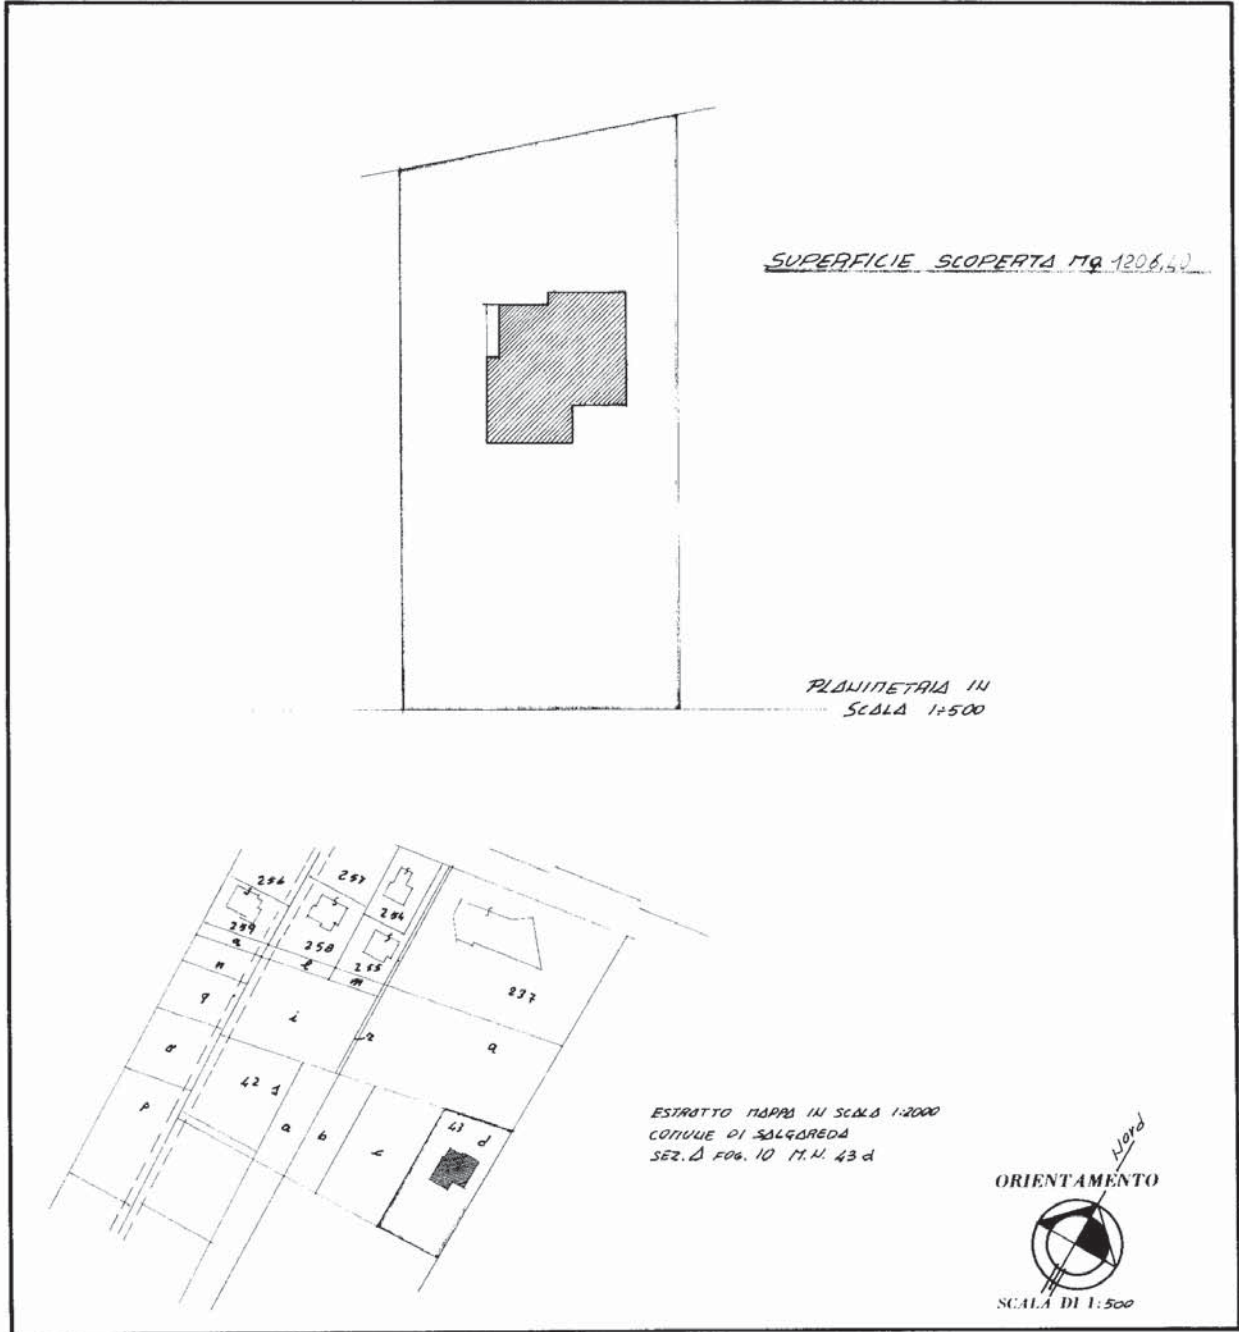 SUPERFICIE SCOPERTA MQ 1206,40
PLANIMETRIA IN
SCALA 1:500
256
257
254
259
258
255
a
e
m
n
237
q
i
r
a
o
42
p
a
b
c
43
d
ESTRATTO MAPPA IN SCALA 1:2000
COMUNE DI SALGAREDA
SEZ. A FOG. 10 M.N. 43 d
Nord
ORIENTAMENTO
SCALA DI 1:500